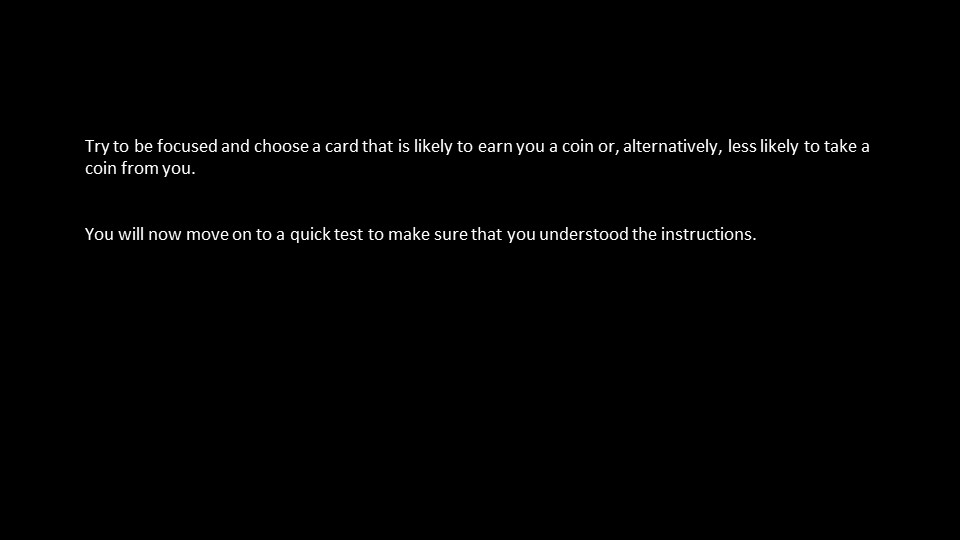 Try to be focused and choose a card that is likely to earn you a coin or, alternatively, less likely to take a
coin from you.
You will now move on to a quick test to make sure that you understood the instructions.